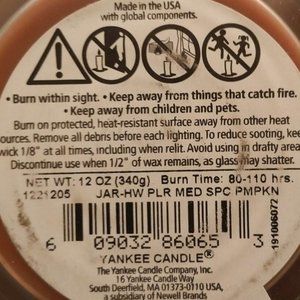 Made in the USA
with global components.
• Burn within sight. • Keep away from things that catch fire.
• Keep away from children and pets.
Burn on protected, heat-resistant surface away from other heat
sources. Remove all debris before each lighting. To reduce sooting, keep
wick 1/8" at all times, including when relit. Avoid using in drafty area.
Discontinue use when 1/2" of wax remains, as glass may shatter.
NET WT: 12 OZ (340g) Burn Time: 80-110 hrs.
1221205 JAR-HW PLR MED SPC PMPKN
6 09032 86065 3
191006072
YANKEE CANDLE®
The Yankee Candle Company, Inc.
16 Yankee Candle Way
South Deerfield, MA 01373-0110 USA
a subsidiary of Newell Brands